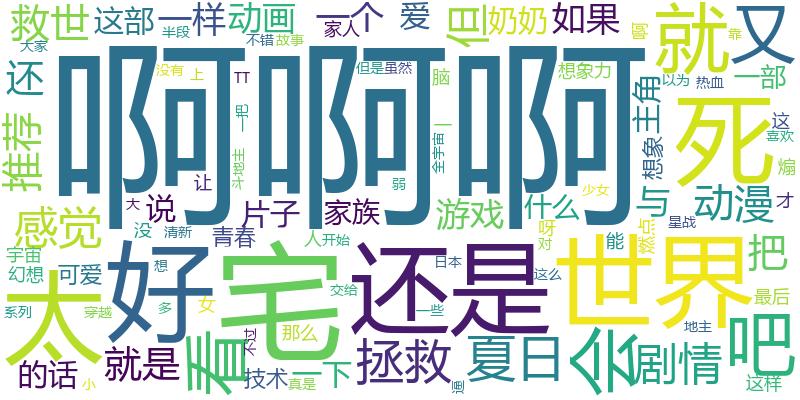 救世
这部
一样
动画
一个
爱
但
奶奶
如果
就
又
大家
半段
家人
不错
故事
啊啊啊
还
没有
上
TT
但是
虽然
脑
想象力
主角
以为
热血
一部
靠
推荐
一把
斗地主
全宇宙
一
想象
死
这
喜欢
煽
大
说
让
片子
家族
弱
游戏
什么
少女
与
动漫
才
感觉
没
清新
青春
人
开始
呀
对
能
燃点
星战
宇宙
幻想
可爱
好
宅
还是
世界
把
想
日本
这么
系列
穿越
多
女
交给
一些
最后
太
看
不过
那么
地主
吧
的话
小
就是
技术
真是
一下
拯救
逼
夏日
会
剧情
这样